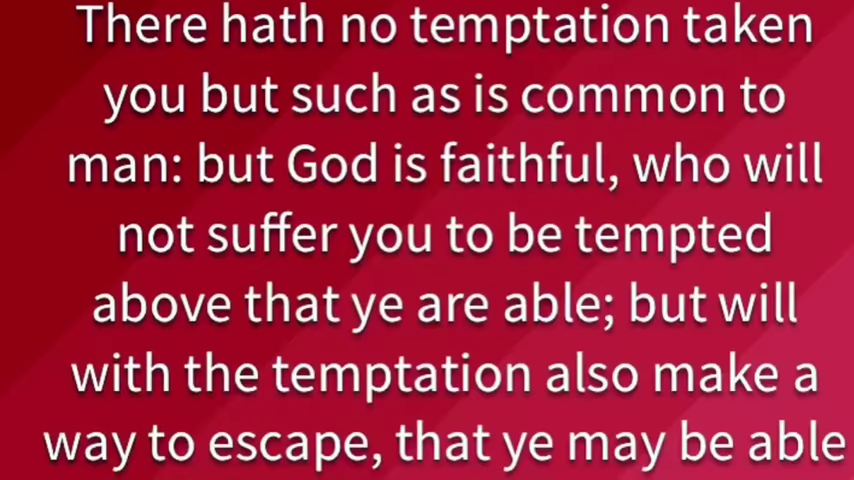 There hath no temptation taken
you but such as is common to
man: but God is faithful, who will
not suffer you to be tempted
above that ye are able; but will
with the temptation also make a
way to escape, that ye may be able